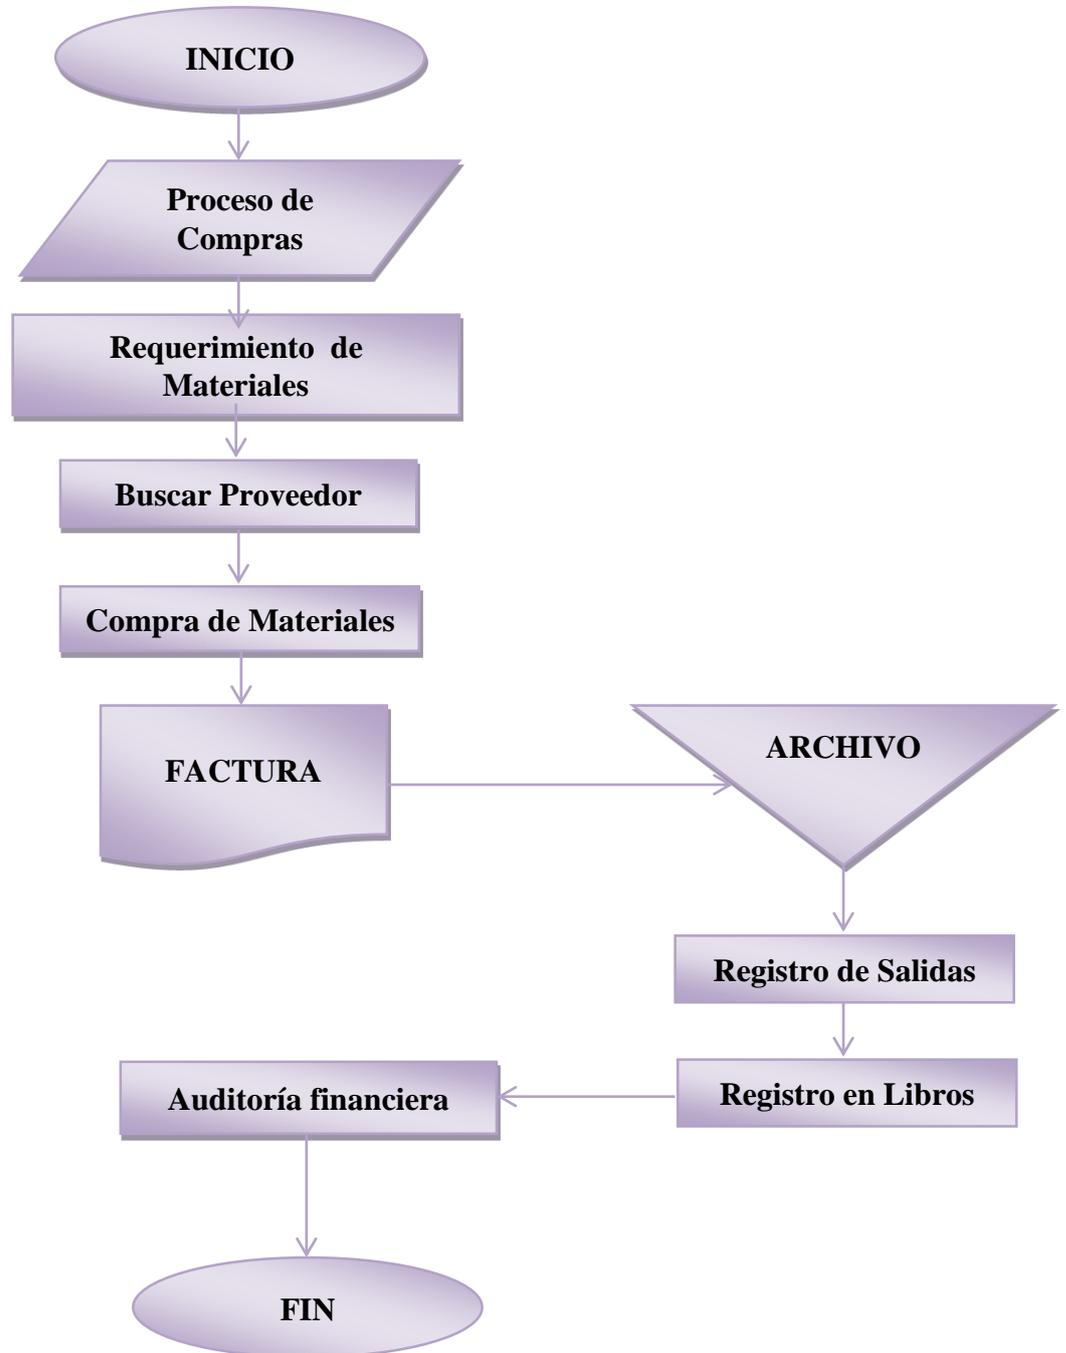 INICIO
Proceso de
Compras
Requerimiento  de
Materiales
Buscar Proveedor
Compra de Materiales
FACTURA
ARCHIVO
Registro de Salidas
Registro en Libros
Auditoría financiera
FIN